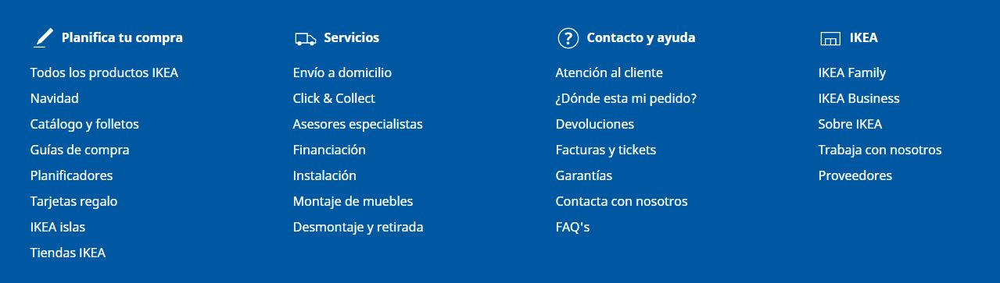 Planifica tu compra
Todos los productos IKEA
Navidad
Catálogo y folletos
Guías de compra
Planificadores
Tarjetas regalo
IKEA islas
Tiendas IKEA
Servicios
Envío a domicilio
Click & Collect
Asesores especialistas
Financiación
Instalación
Montaje de muebles
Desmontaje y retirada
Contacto y ayuda
Atención al cliente
¿Dónde esta mi pedido?
Devoluciones
Facturas y tickets
Garantías
Contacta con nosotros
FAQ's
IKEA
IKEA Family
IKEA Business
Sobre IKEA
Trabaja con nosotros
Proveedores